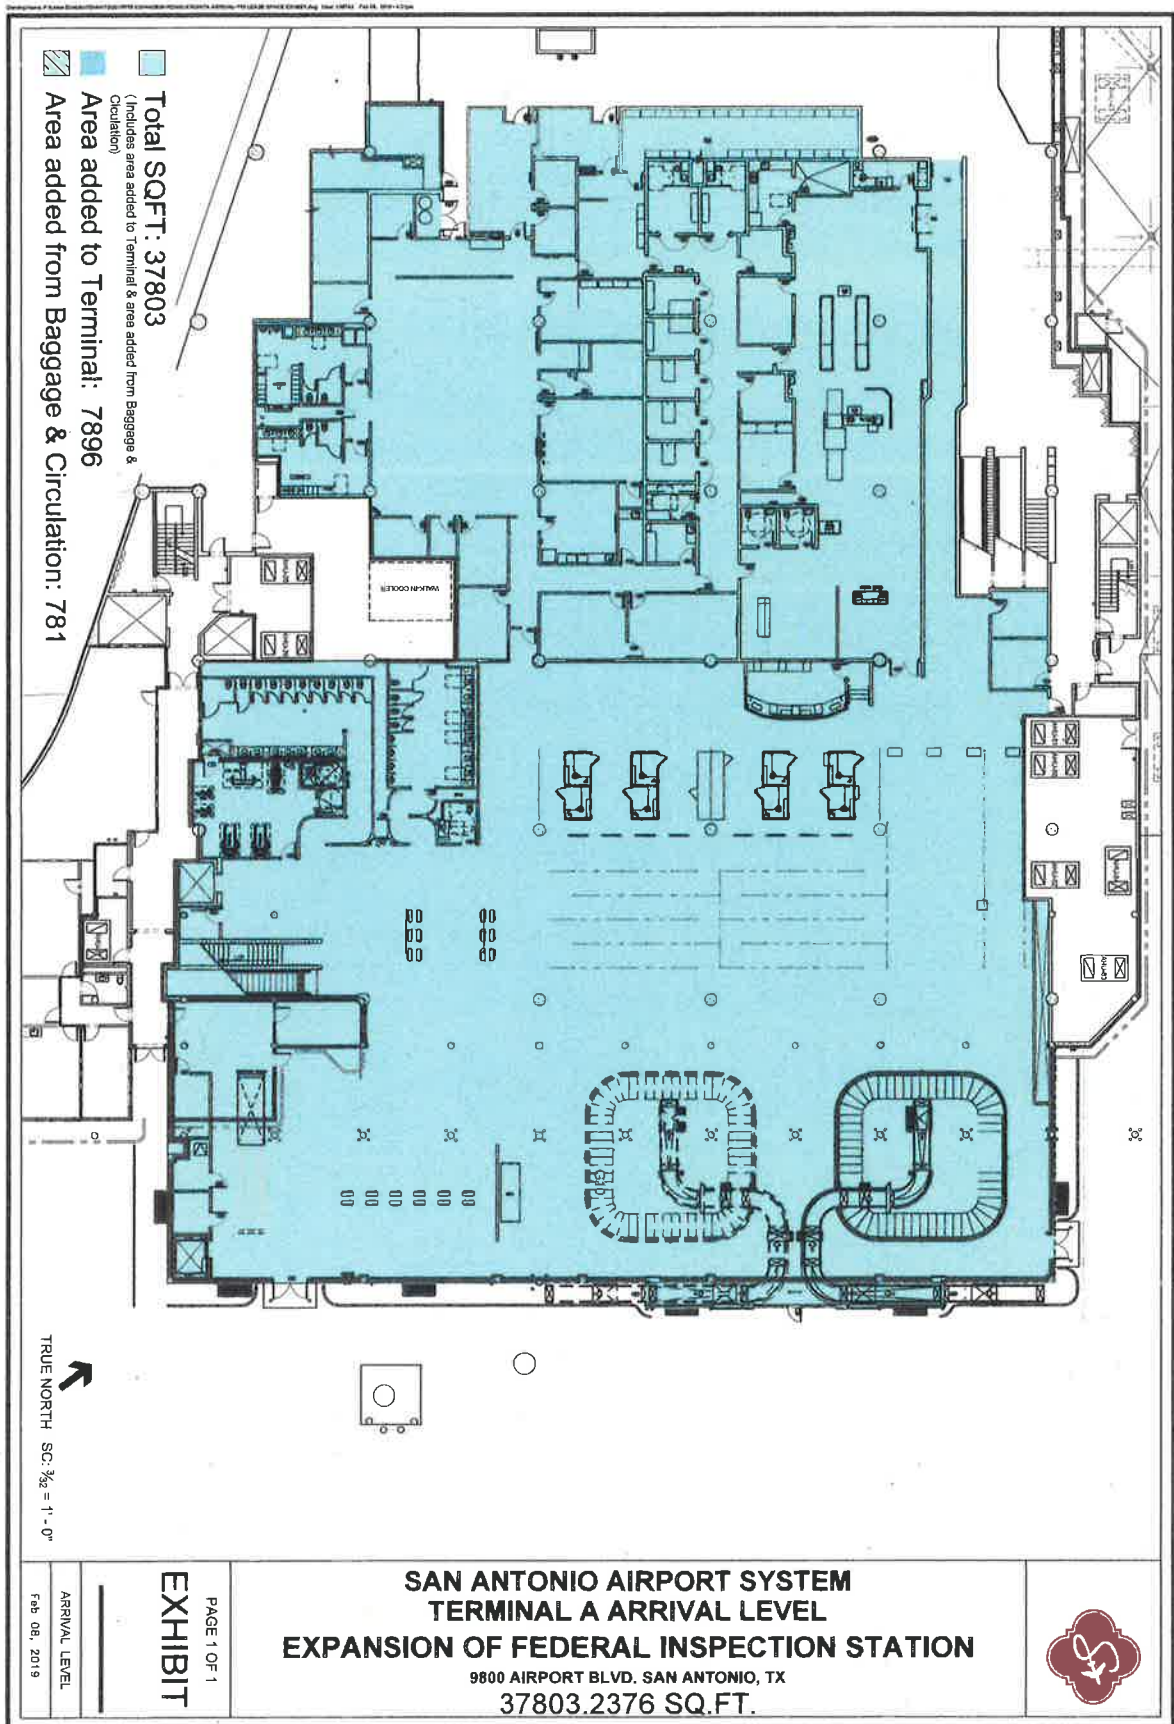 Total SQFT: 37803
( Includes area added to Terminal & area added from Baggage &
Ciculation)
Area added to Terminal: 7896
Area added from Baggage & Circulation: 781
WALK-IN COOLER
TRUE NORTH SC: 3/32 = 1' - 0"
SAN ANTONIO AIRPORT SYSTEM
TERMINAL A ARRIVAL LEVEL
EXPANSION OF FEDERAL INSPECTION STATION
9800 AIRPORT BLVD. SAN ANTONIO, TX
37803.2376 SQ.FT.
PAGE 1 OF 1
EXHIBIT
ARRIVAL LEVEL
Feb 08, 2019